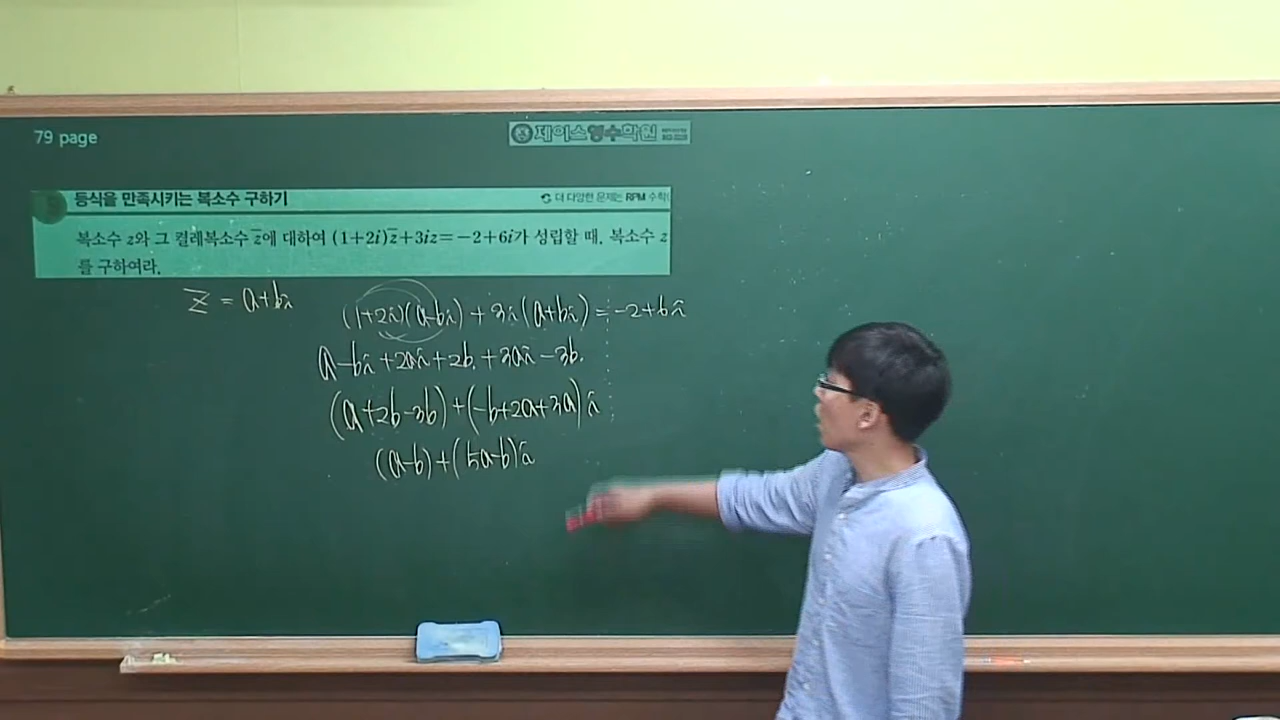 79 page
제이스영수학원
등식을 만족시키는 복소수 구하기
더 다양한 문제는 RPM 수학
복소수 z와 그 켤레복소수 z̅에 대하여 (1+2i)z̅+3iz=-2+6i가 성립할 때, 복소수 z
를 구하여라.
z = a+bi
(1+2i)(a-bi) + 3i(a+bi) = -2+6i
a-bi+2ai+2b+3ai-3b
(a+2b-3b)+(-b+2a+3a)i
(a-b)+(5a-b)i